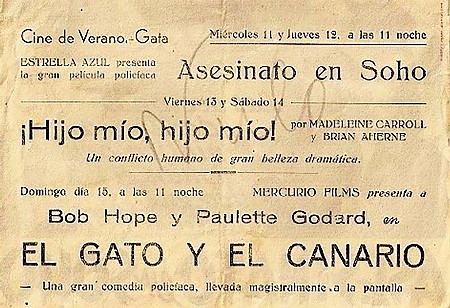 Cine de Verano.-Gata
Miércoles 11 y Jueves 12, a las 11 noche
ESTRELLA AZUL presenta
la gran película policíaca
Asesinato en Soho
Viernes 13 y Sábado 14
¡Hijo mío, hijo mío!
por MADELEINE CARROLL
y BRIAN AHERNE
Un conflicto humano de gran belleza dramática.
Domingo día 15, a las 11 noche
MERCURIO FILMS presenta a
Bob Hope y Paulette Godard, en
EL GATO Y EL CANARIO
— Una gran comedia policíaca, llevada magistralmente a la pantalla —